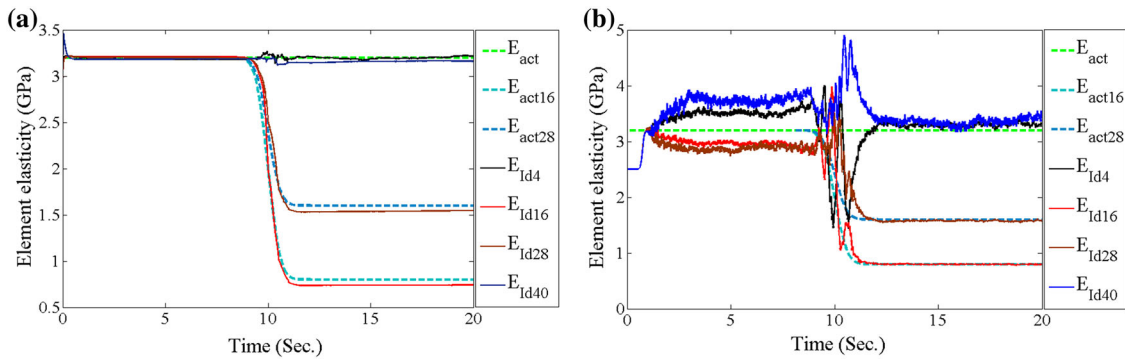 (a)
Element elasticity (GPa)
3.5
3
2.5
2
1.5
1
0.5
0
5
10
15
20
Time (Sec.)
E_act
E_act16
E_act28
E_Id4
E_Id16
E_Id28
E_Id40
(b)
Element elasticity (GPa)
5
4
3
2
1
0
0
5
10
15
20
Time (Sec.)
E_act
E_act16
E_act28
E_Id4
E_Id16
E_Id28
E_Id40